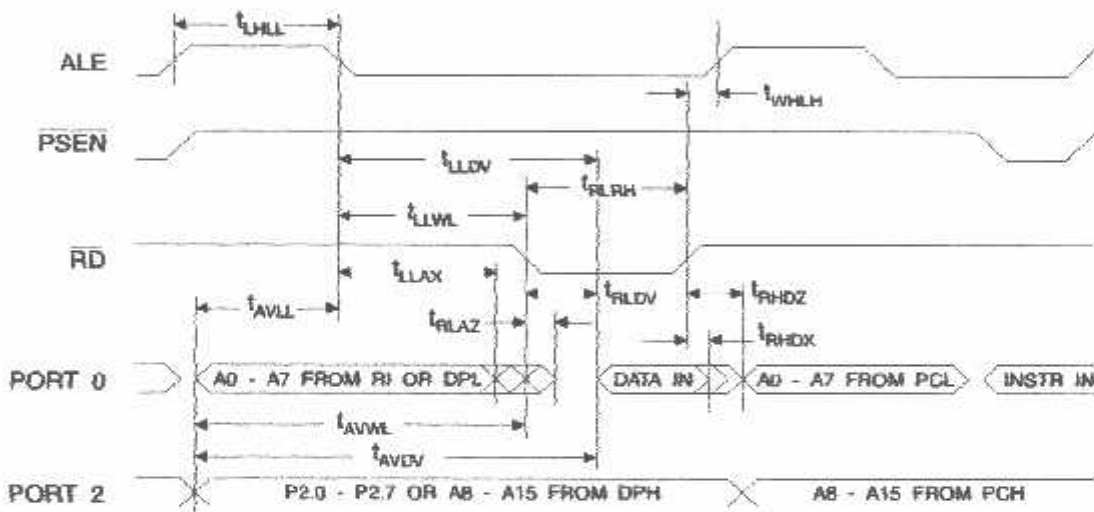 tLHLL
ALE
tWHLH
PSEN
tLLDV
tRLRH
tLLWL
RD
tLLAX
tRLDV
tRHDZ
tAVLL
tRLAZ
tRHDX
PORT 0
A0 - A7 FROM RI OR DPL
DATA IN
A0 - A7 FROM PCL
INSTR IN
tAVWL
tAVDV
PORT 2
P2.0 - P2.7 OR A8 - A15 FROM DPH
A8 - A15 FROM PCH